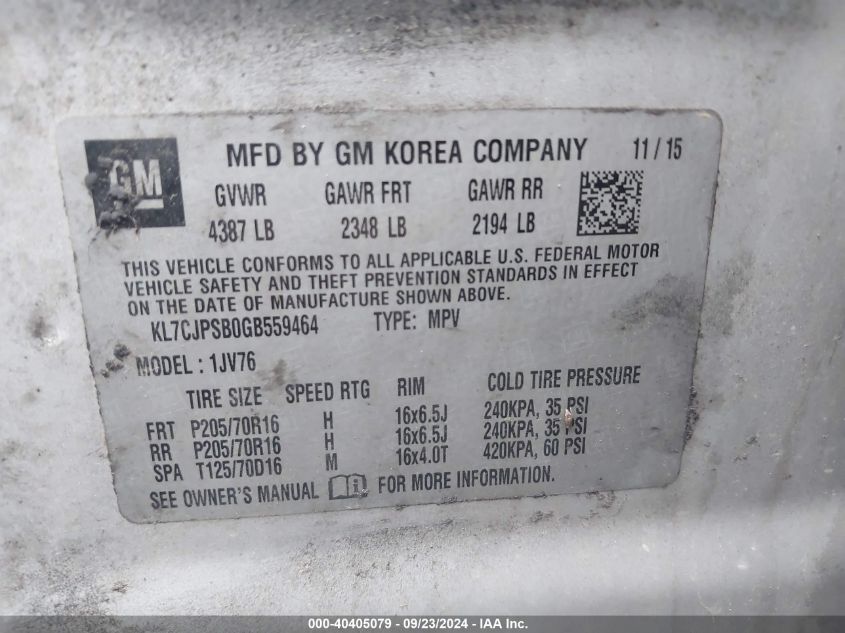 GM
MFD BY GM KOREA COMPANY 11 / 15
GVWR GAWR FRT GAWR RR
4387 LB 2348 LB 2194 LB
THIS VEHICLE CONFORMS TO ALL APPLICABLE U.S. FEDERAL MOTOR
VEHICLE SAFETY AND THEFT PREVENTION STANDARDS IN EFFECT
ON THE DATE OF MANUFACTURE SHOWN ABOVE.
KL7CJPSB0GB559464 TYPE: MPV
MODEL : 1JV76
TIRE SIZE SPEED RTG RIM COLD TIRE PRESSURE
FRT P205/70R16 H 16x6.5J 240KPA, 35 PSI
RR P205/70R16 H 16x6.5J 240KPA, 35 PSI
SPA T125/70D16 M 16x4.0T 420KPA, 60 PSI
SEE OWNER'S MANUAL FOR MORE INFORMATION.
000-40405079 - 09/23/2024 - IAA Inc.